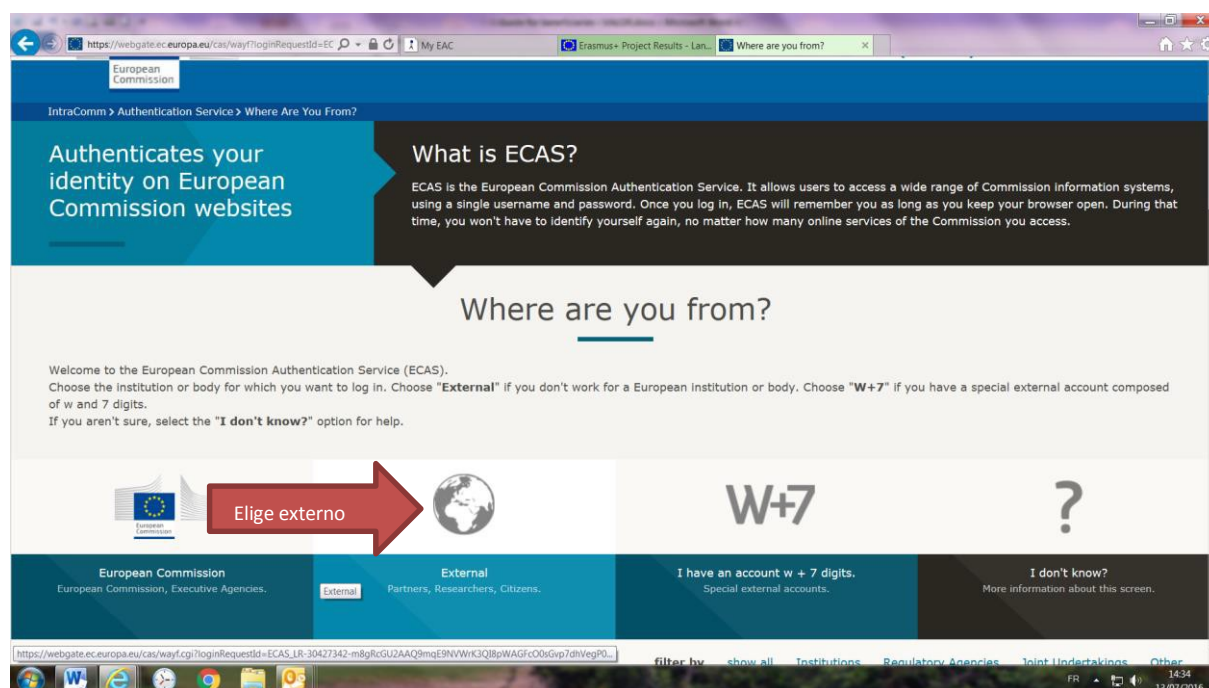 https://webgate.ec.europa.eu/cas/wayf?loginRequestId=EC
My EAC
Erasmus+ Project Results - Lan...
Where are you from?
European
Commission
IntraComm > Authentication Service > Where Are You From?
Authenticates your
identity on European
Commission websites
What is ECAS?
ECAS is the European Commission Authentication Service. It allows users to access a wide range of Commission information systems,
using a single username and password. Once you log in, ECAS will remember you as long as you keep your browser open. During that
time, you won't have to identify yourself again, no matter how many online services of the Commission you access.
Where are you from?
Welcome to the European Commission Authentication Service (ECAS).
Choose the institution or body for which you want to log in. Choose "External" if you don't work for a European institution or body. Choose "W+7" if you have a special external account composed
of w and 7 digits.
If you aren't sure, select the "I don't know?" option for help.
European
Commission
Elige externo
W+7
?
European Commission
European Commission, Executive Agencies.
External
External
Partners, Researchers, Citizens.
I have an account w + 7 digits.
Special external accounts.
I don't know?
More information about this screen.
filter by show all Institutions Regulatory Agencies Joint Undertakings Other
FR
14:34
13/07/2016